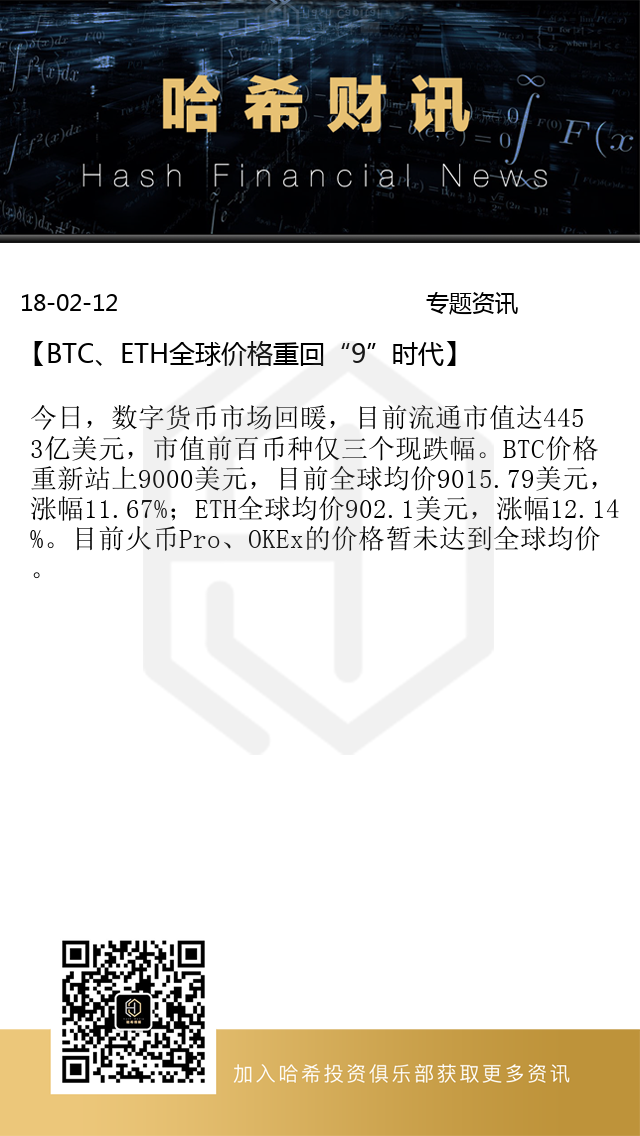 哈希财讯
Hash Financial News
18-02-12 专题资讯
【BTC、ETH全球价格重回“9”时代】
今日，数字货币市场回暖，目前流通市值达445
3亿美元，市值前百币种仅三个现跌幅。BTC价格
重新站上9000美元，目前全球均价9015.79美元，
涨幅11.67%；ETH全球均价902.1美元，涨幅12.14
%。目前火币Pro、OKEx的价格暂未达到全球均价
。
加入哈希投资俱乐部获取更多资讯